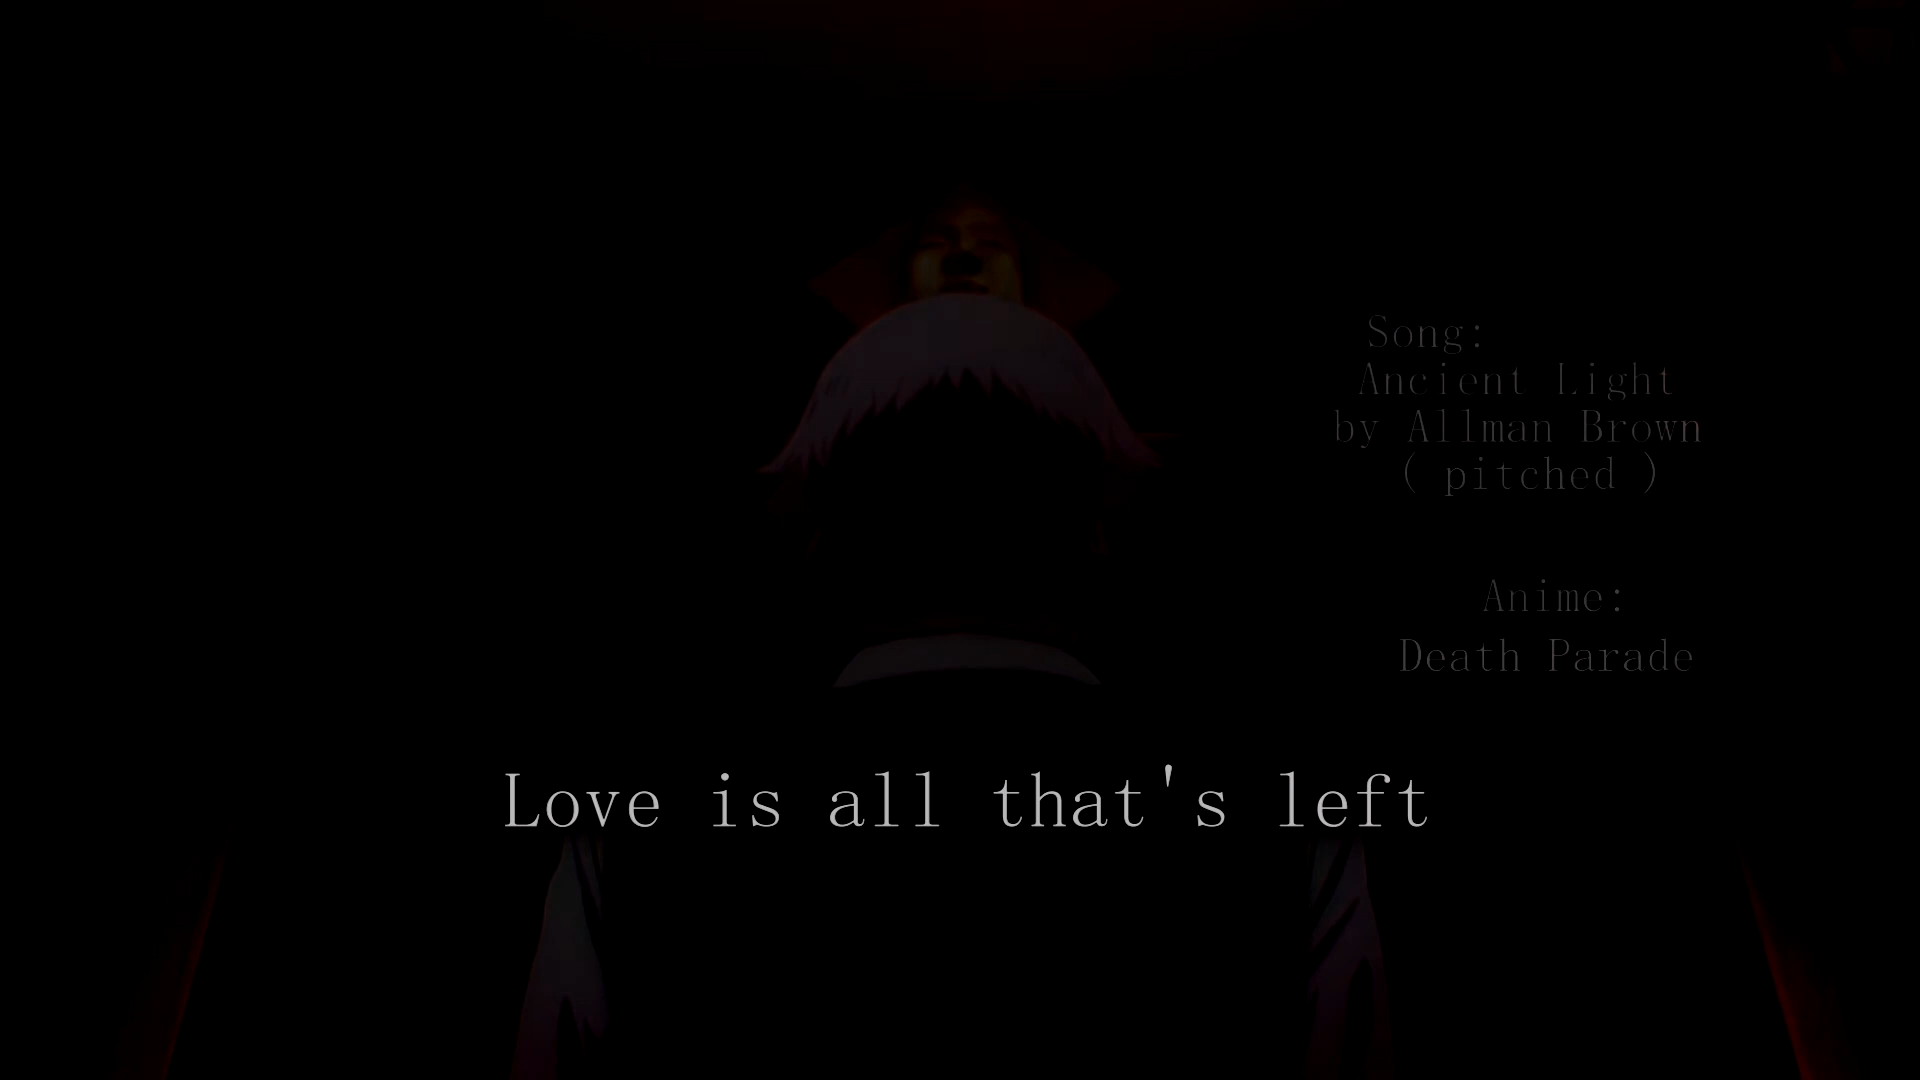 Song:
Ancient Light
by Allman Brown
( pitched )
Anime:
Death Parade
Love is all that's left